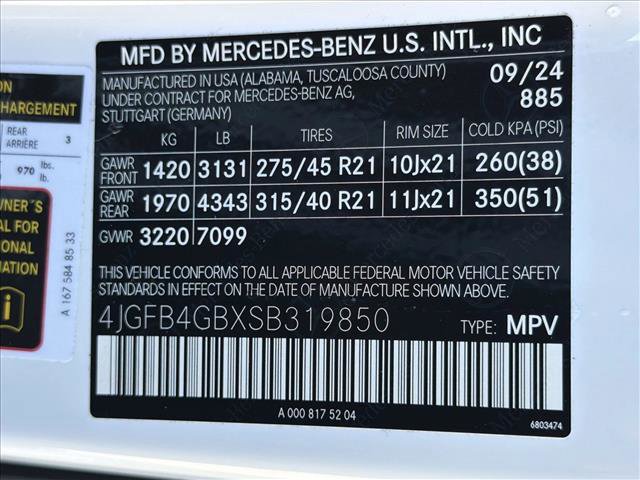 ON
HARGEMENT
REAR
ARRIÈRE 3
970 lbs.
lb.
WNER´S
AL FOR
IONAL
MATION
A 167 584 85 33
MFD BY MERCEDES-BENZ U.S. INTL., INC
MANUFACTURED IN USA (ALABAMA, TUSCALOOSA COUNTY) 09/24
UNDER CONTRACT FOR MERCEDES-BENZ AG, 885
STUTTGART (GERMANY)
KG LB TIRES RIM SIZE COLD KPA (PSI)
GAWR FRONT 1420 3131 275/45 R21 10Jx21 260(38)
GAWR REAR 1970 4343 315/40 R21 11Jx21 350(51)
GVWR 3220 7099
THIS VEHICLE CONFORMS TO ALL APPLICABLE FEDERAL MOTOR VEHICLE SAFETY
STANDARDS IN EFFECT ON THE DATE OF MANUFACTURE SHOWN ABOVE.
4JGFB4GBXSB319850 TYPE: MPV
A 000 817 52 04
6803474